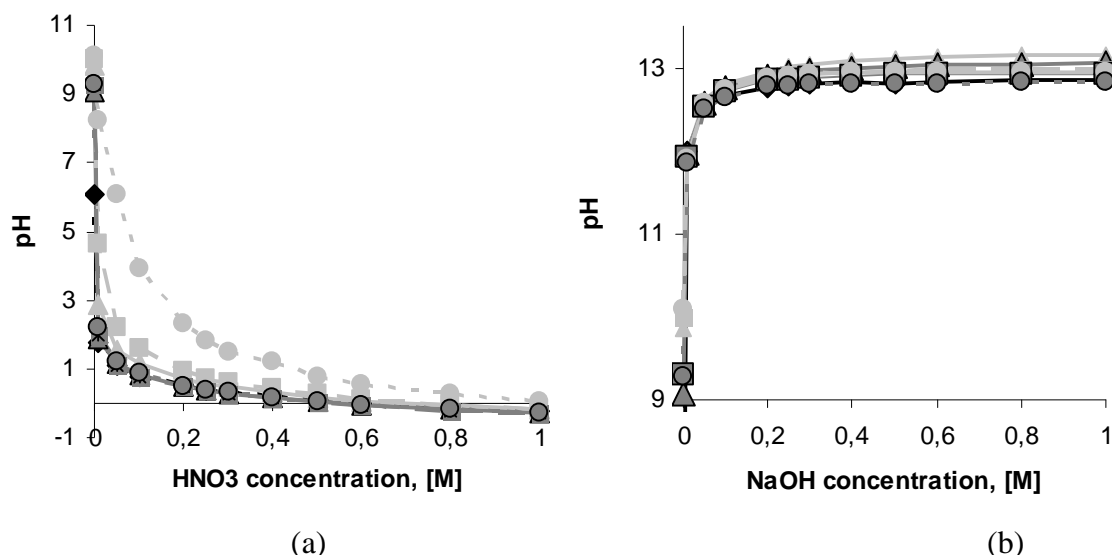 11
9
7
5
3
1
-1
pH
0 0,2 0,4 0,6 0,8 1
HNO3 concentration, [M]
(a)
13
11
9
pH
0 0,2 0,4 0,6 0,8 1
NaOH concentration, [M]
(b)